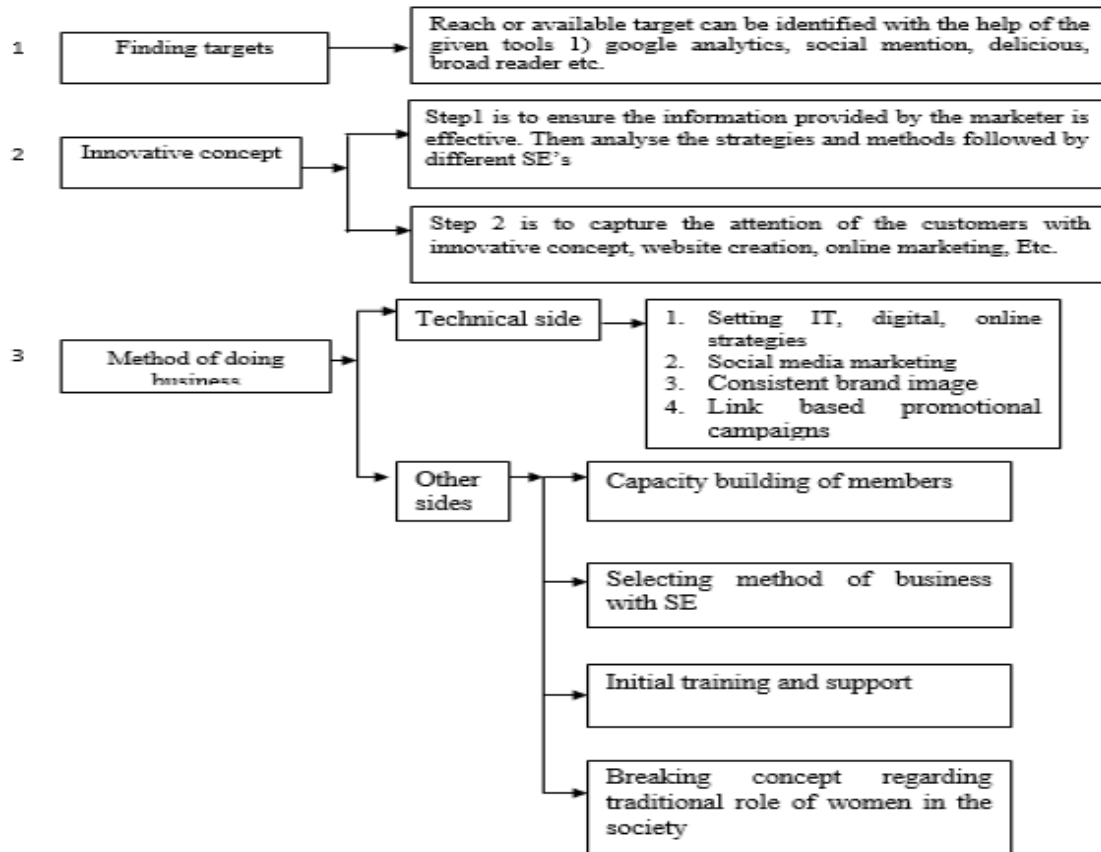 1
Finding targets
Reach or available target can be identified with the help of the
given tools 1) google analytics, social mention, delicious,
broad reader etc.
2
Innovative concept
Step1 is to ensure the information provided by the marketer is
effective. Then analyse the strategies and methods followed by
different SE's
Step 2 is to capture the attention of the customers with
innovative concept, website creation, online marketing, Etc.
3
Method of doing
business
Technical side
1. Setting IT, digital, online
strategies
2. Social media marketing
3. Consistent brand image
4. Link based promotional
campaigns
Other
sides
Capacity building of members
Selecting method of business
with SE
Initial training and support
Breaking concept regarding
traditional role of women in the
society